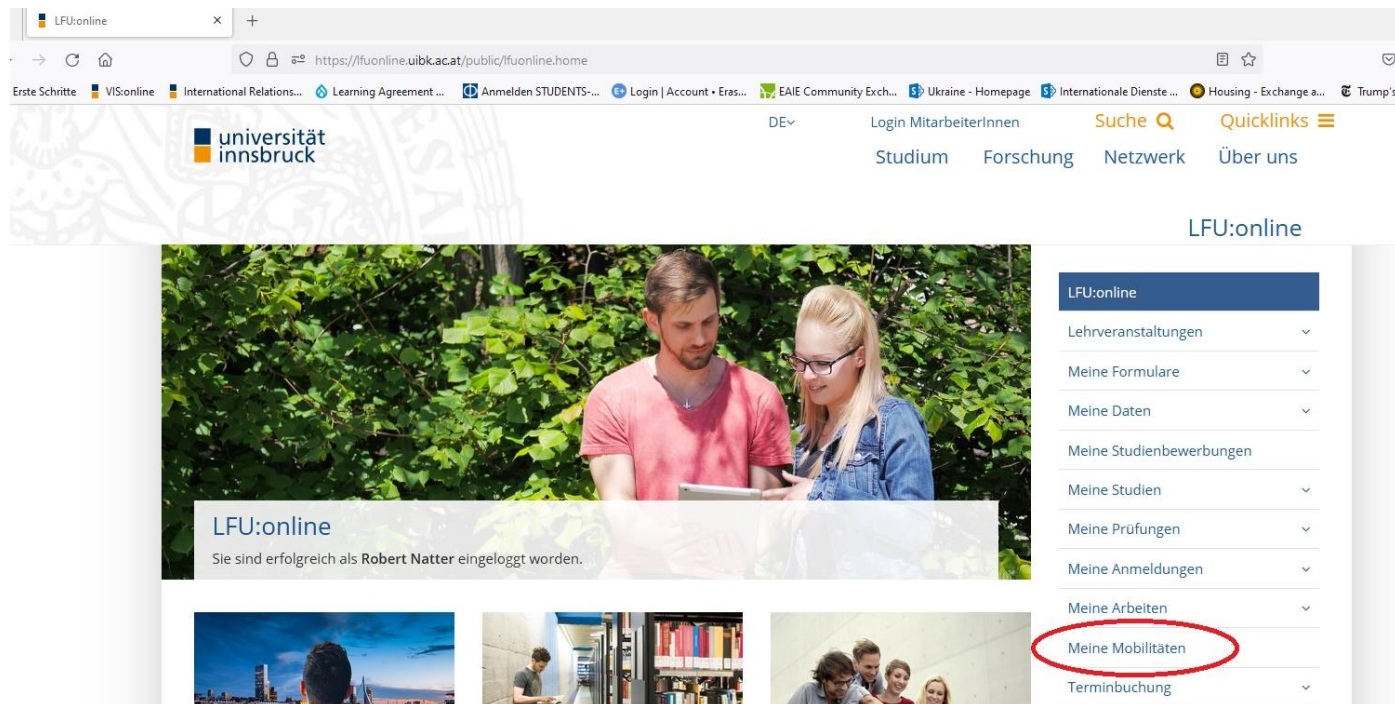 LFU:online
https://lfuonline.uibk.ac.at/public/lfuonline.home
Erste Schritte VIS:online International Relations... Learning Agreement ... Anmelden STUDENTS-... Login | Account • Eras... EAIE Community Exch... Ukraine - Homepage Internationale Dienste ... Housing - Exchange a... Trump's
DE Login MitarbeiterInnen Suche Quicklinks
universität
innsbruck
Studium Forschung Netzwerk Über uns
LFU:online
LFU:online
Lehrveranstaltungen
Meine Formulare
Meine Daten
Meine Studienbewerbungen
Meine Studien
Meine Prüfungen
Meine Anmeldungen
Meine Arbeiten
Meine Mobilitäten
Terminbuchung
LFU:online
Sie sind erfolgreich als Robert Natter eingeloggt worden.